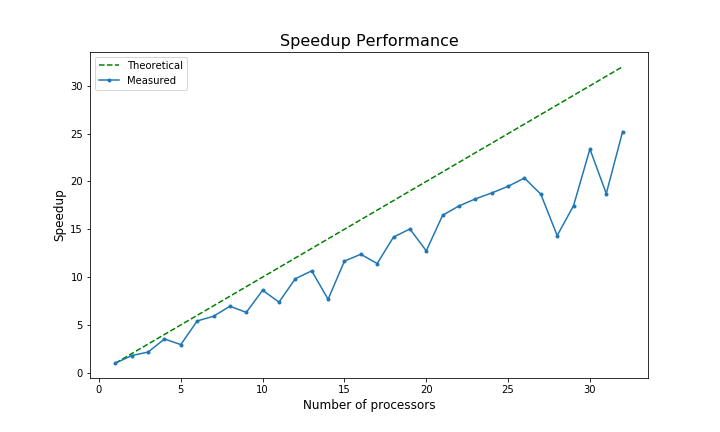 Speedup Performance
Theoretical
Measured
Speedup
30
25
20
15
10
5
0
0 5 10 15 20 25 30
Number of processors